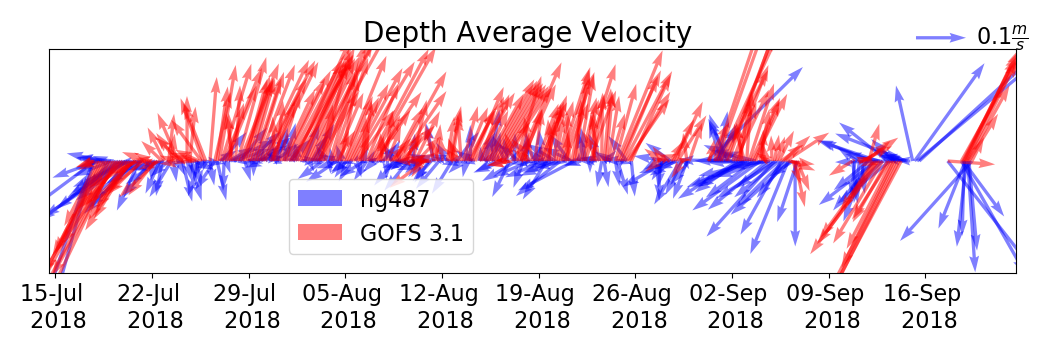 Depth Average Velocity
0.1 m/s
ng487
GOFS 3.1
15-Jul 22-Jul 29-Jul 05-Aug 12-Aug 19-Aug 26-Aug 02-Sep 09-Sep 16-Sep
2018 2018 2018 2018 2018 2018 2018 2018 2018 2018